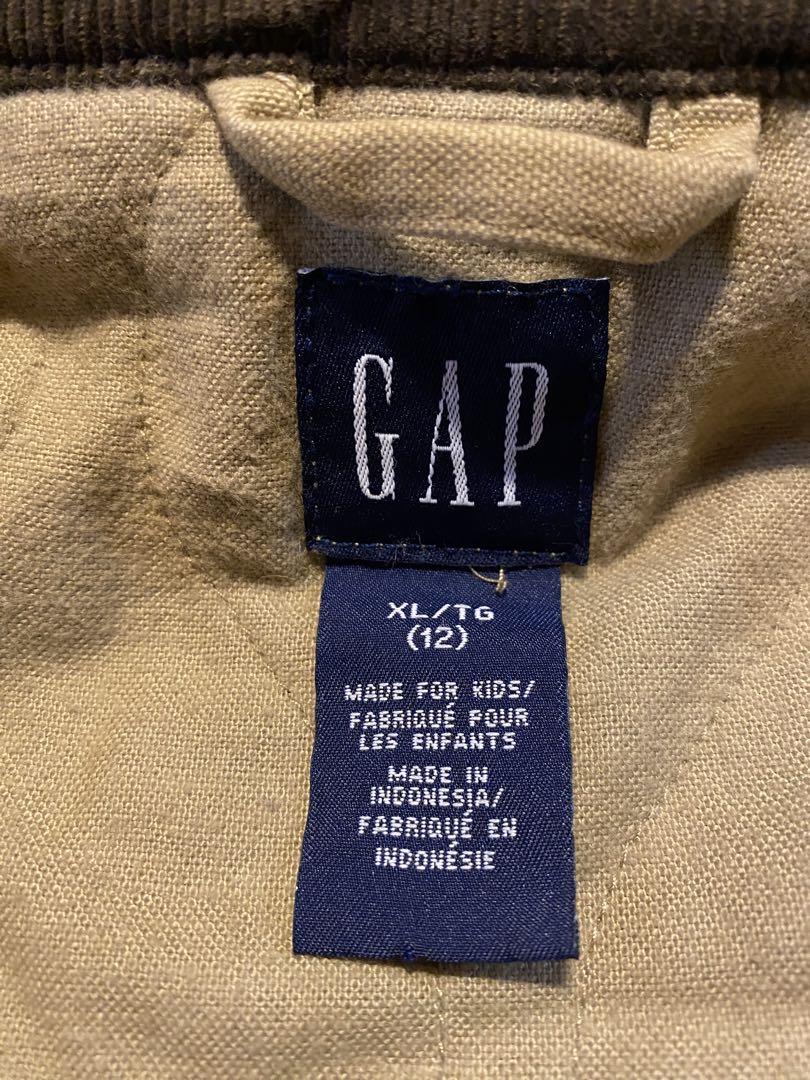 GAP
XL/TG
(12)
MADE FOR KIDS/
FABRIQUÉ POUR
LES ENFANTS
MADE IN
INDONESIA/
FABRIQUÉ EN
INDONÉSIE